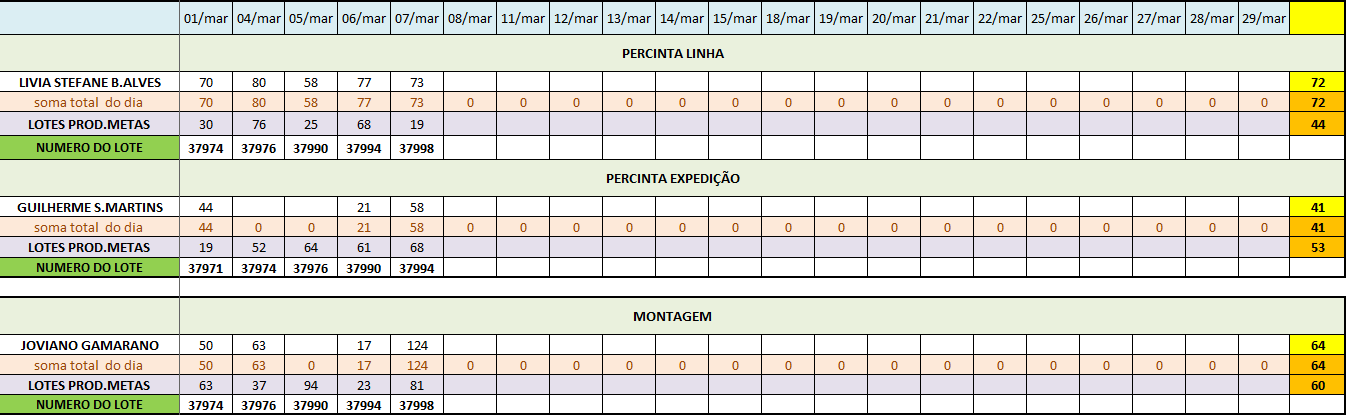 01/mar 04/mar 05/mar 06/mar 07/mar 08/mar 11/mar 12/mar 13/mar 14/mar 15/mar 18/mar 19/mar 20/mar 21/mar 22/mar 25/mar 26/mar 27/mar 28/mar 29/mar
PERCINTA LINHA
LIVIA STEFANE B.ALVES 70 80 58 77 73 72
soma total do dia 70 80 58 77 73 0 0 0 0 0 0 0 0 0 0 0 0 0 0 0 0 72
LOTES PROD.METAS 30 76 25 68 19 44
NUMERO DO LOTE 37974 37976 37990 37994 37998
PERCINTA EXPEDIÇÃO
GUILHERME S.MARTINS 44 21 58 41
soma total do dia 44 0 0 21 58 0 0 0 0 0 0 0 0 0 0 0 0 0 0 0 0 41
LOTES PROD.METAS 19 52 64 61 68 53
NUMERO DO LOTE 37971 37974 37976 37990 37994
MONTAGEM
JOVIANO GAMARANO 50 63 17 124 64
soma total do dia 50 63 0 17 124 0 0 0 0 0 0 0 0 0 0 0 0 0 0 0 0 64
LOTES PROD.METAS 63 37 94 23 81 60
NUMERO DO LOTE 37974 37976 37990 37994 37998